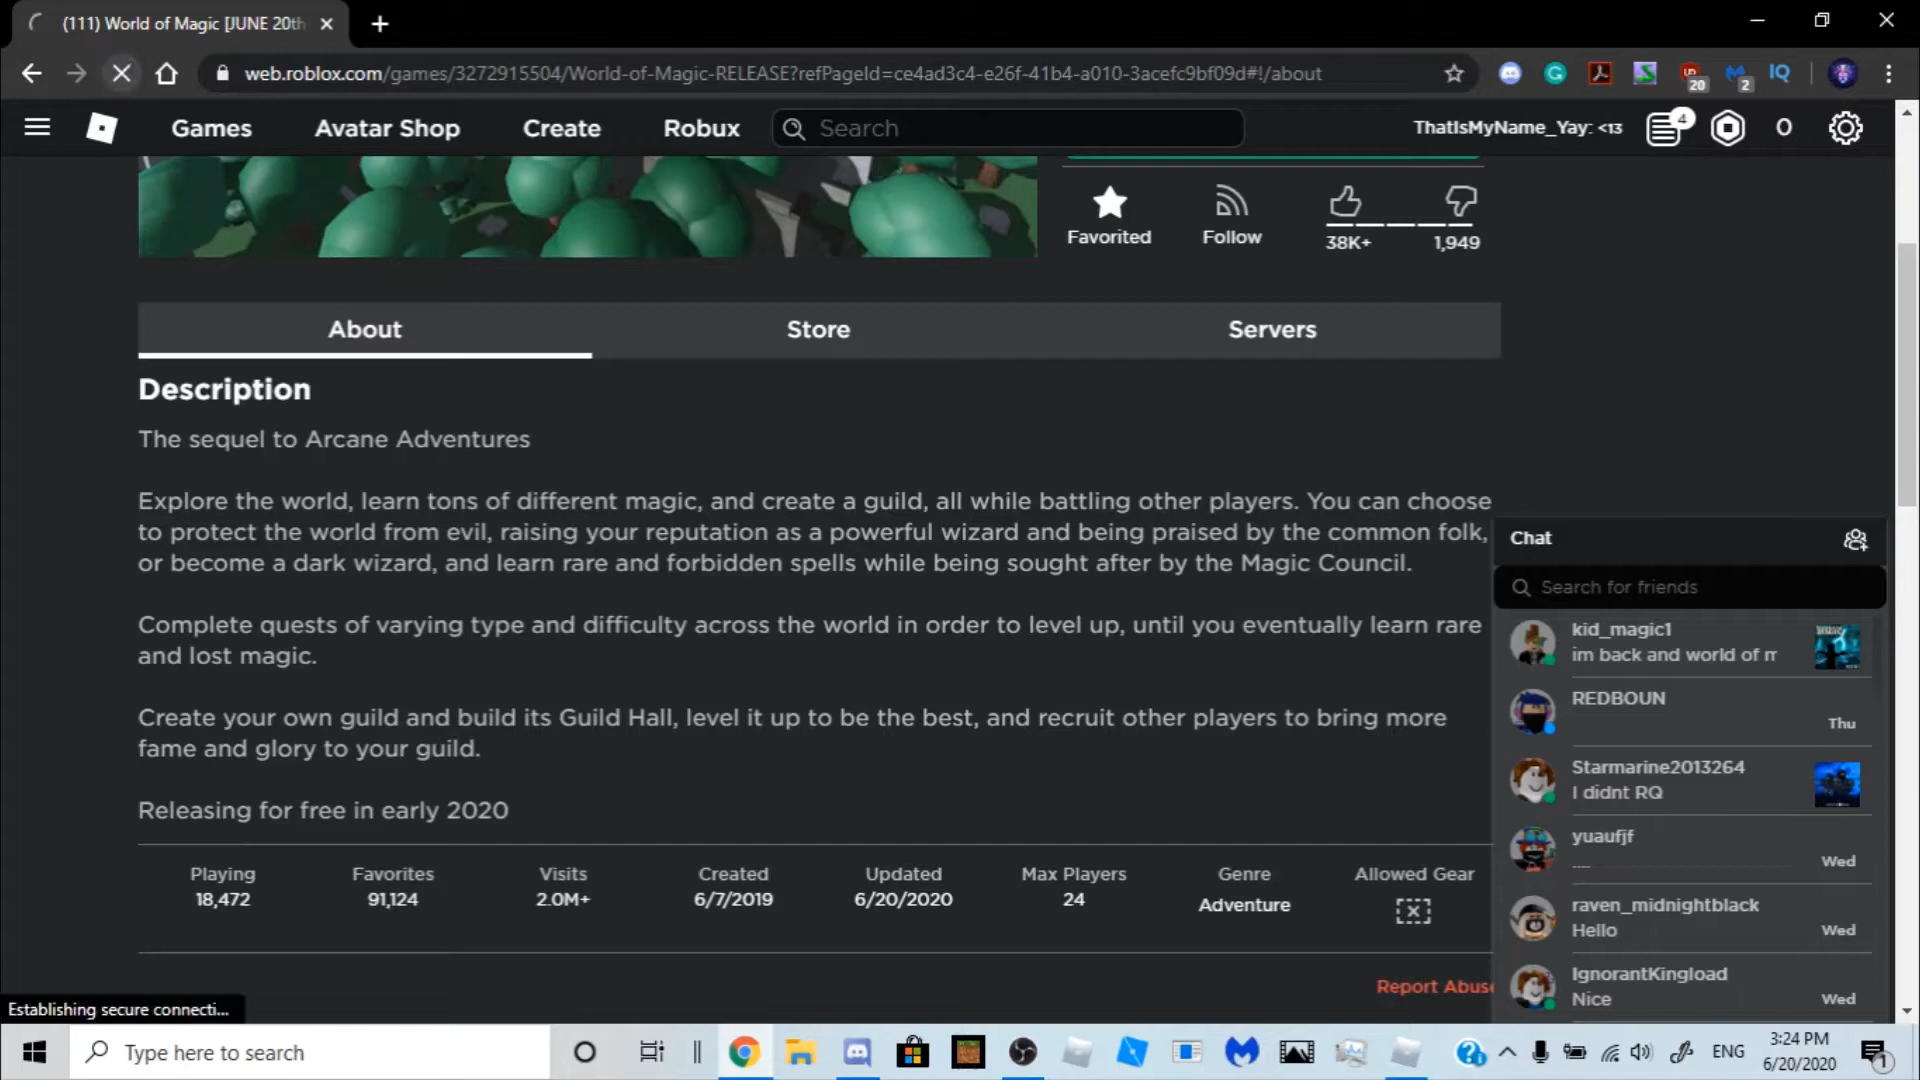 (111) World of Magic [JUNE 20th
web.roblox.com/games/3272915504/World-of-Magic-RELEASE?refPageId=ce4ad3c4-e26f-41b4-a010-3acefc9bf09d#!/about
20
2
IQ
Games
Avatar Shop
Create
Robux
Search
ThatIsMyName_Yay: <13
4
0
Favorited
Follow
38K+
1,949
About
Store
Servers
Description
The sequel to Arcane Adventures
Explore the world, learn tons of different magic, and create a guild, all while battling other players. You can choose
to protect the world from evil, raising your reputation as a powerful wizard and being praised by the common folk,
or become a dark wizard, and learn rare and forbidden spells while being sought after by the Magic Council.
Complete quests of varying type and difficulty across the world in order to level up, until you eventually learn rare
and lost magic.
Create your own guild and build its Guild Hall, level it up to be the best, and recruit other players to bring more
fame and glory to your guild.
Releasing for free in early 2020
Playing
18,472
Favorites
91,124
Visits
2.0M+
Created
6/7/2019
Updated
6/20/2020
Max Players
24
Genre
Adventure
Allowed Gear
Report Abuse
Chat
Search for friends
kid_magic1
im back and world of m
REDBOUN
Thu
Starmarine2013264
I didnt RQ
yuaufjf
....
Wed
raven_midnightblack
Hello
Wed
IgnorantKingload
Nice
Wed
Establishing secure connecti...
Type here to search
ENG
3:24 PM
6/20/2020
1